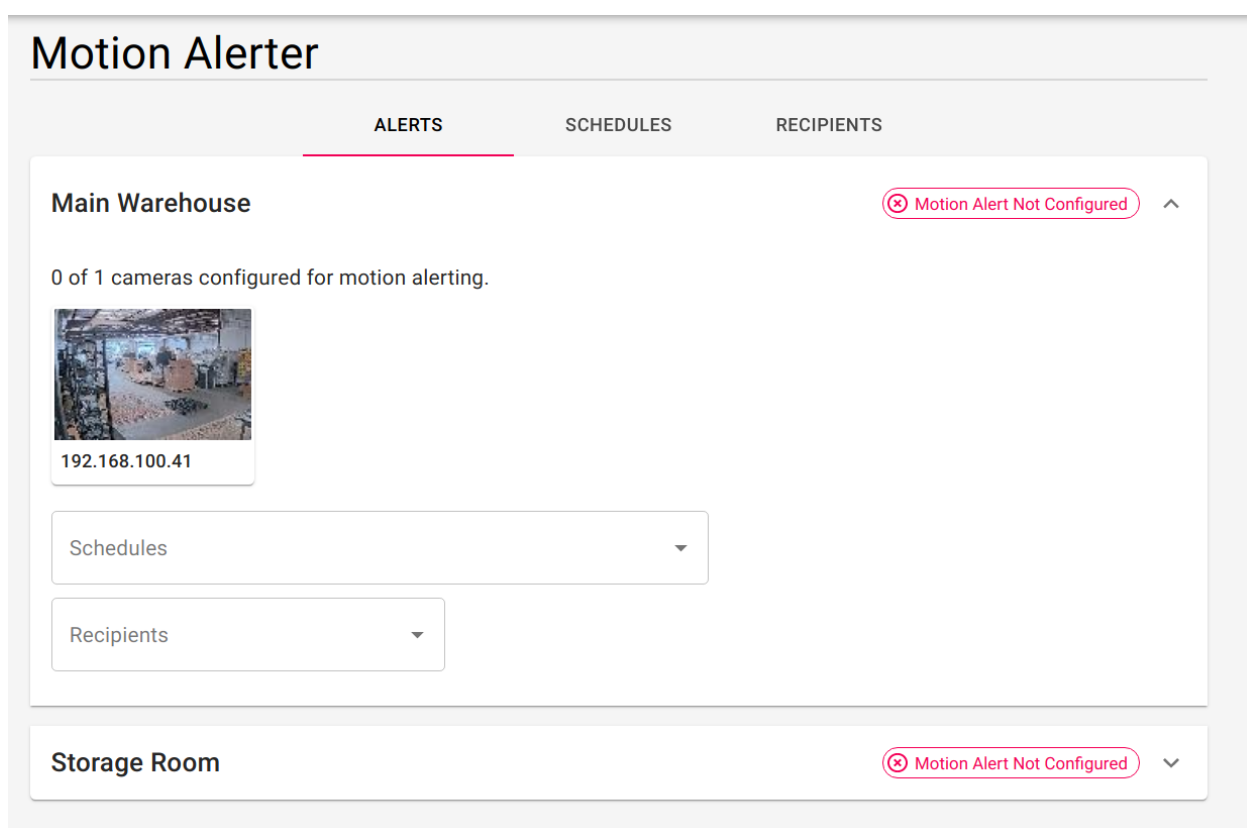 Motion Alerter
ALERTS SCHEDULES RECIPIENTS
Main Warehouse Motion Alert Not Configured
0 of 1 cameras configured for motion alerting.
192.168.100.41
Schedules
Recipients
Storage Room Motion Alert Not Configured